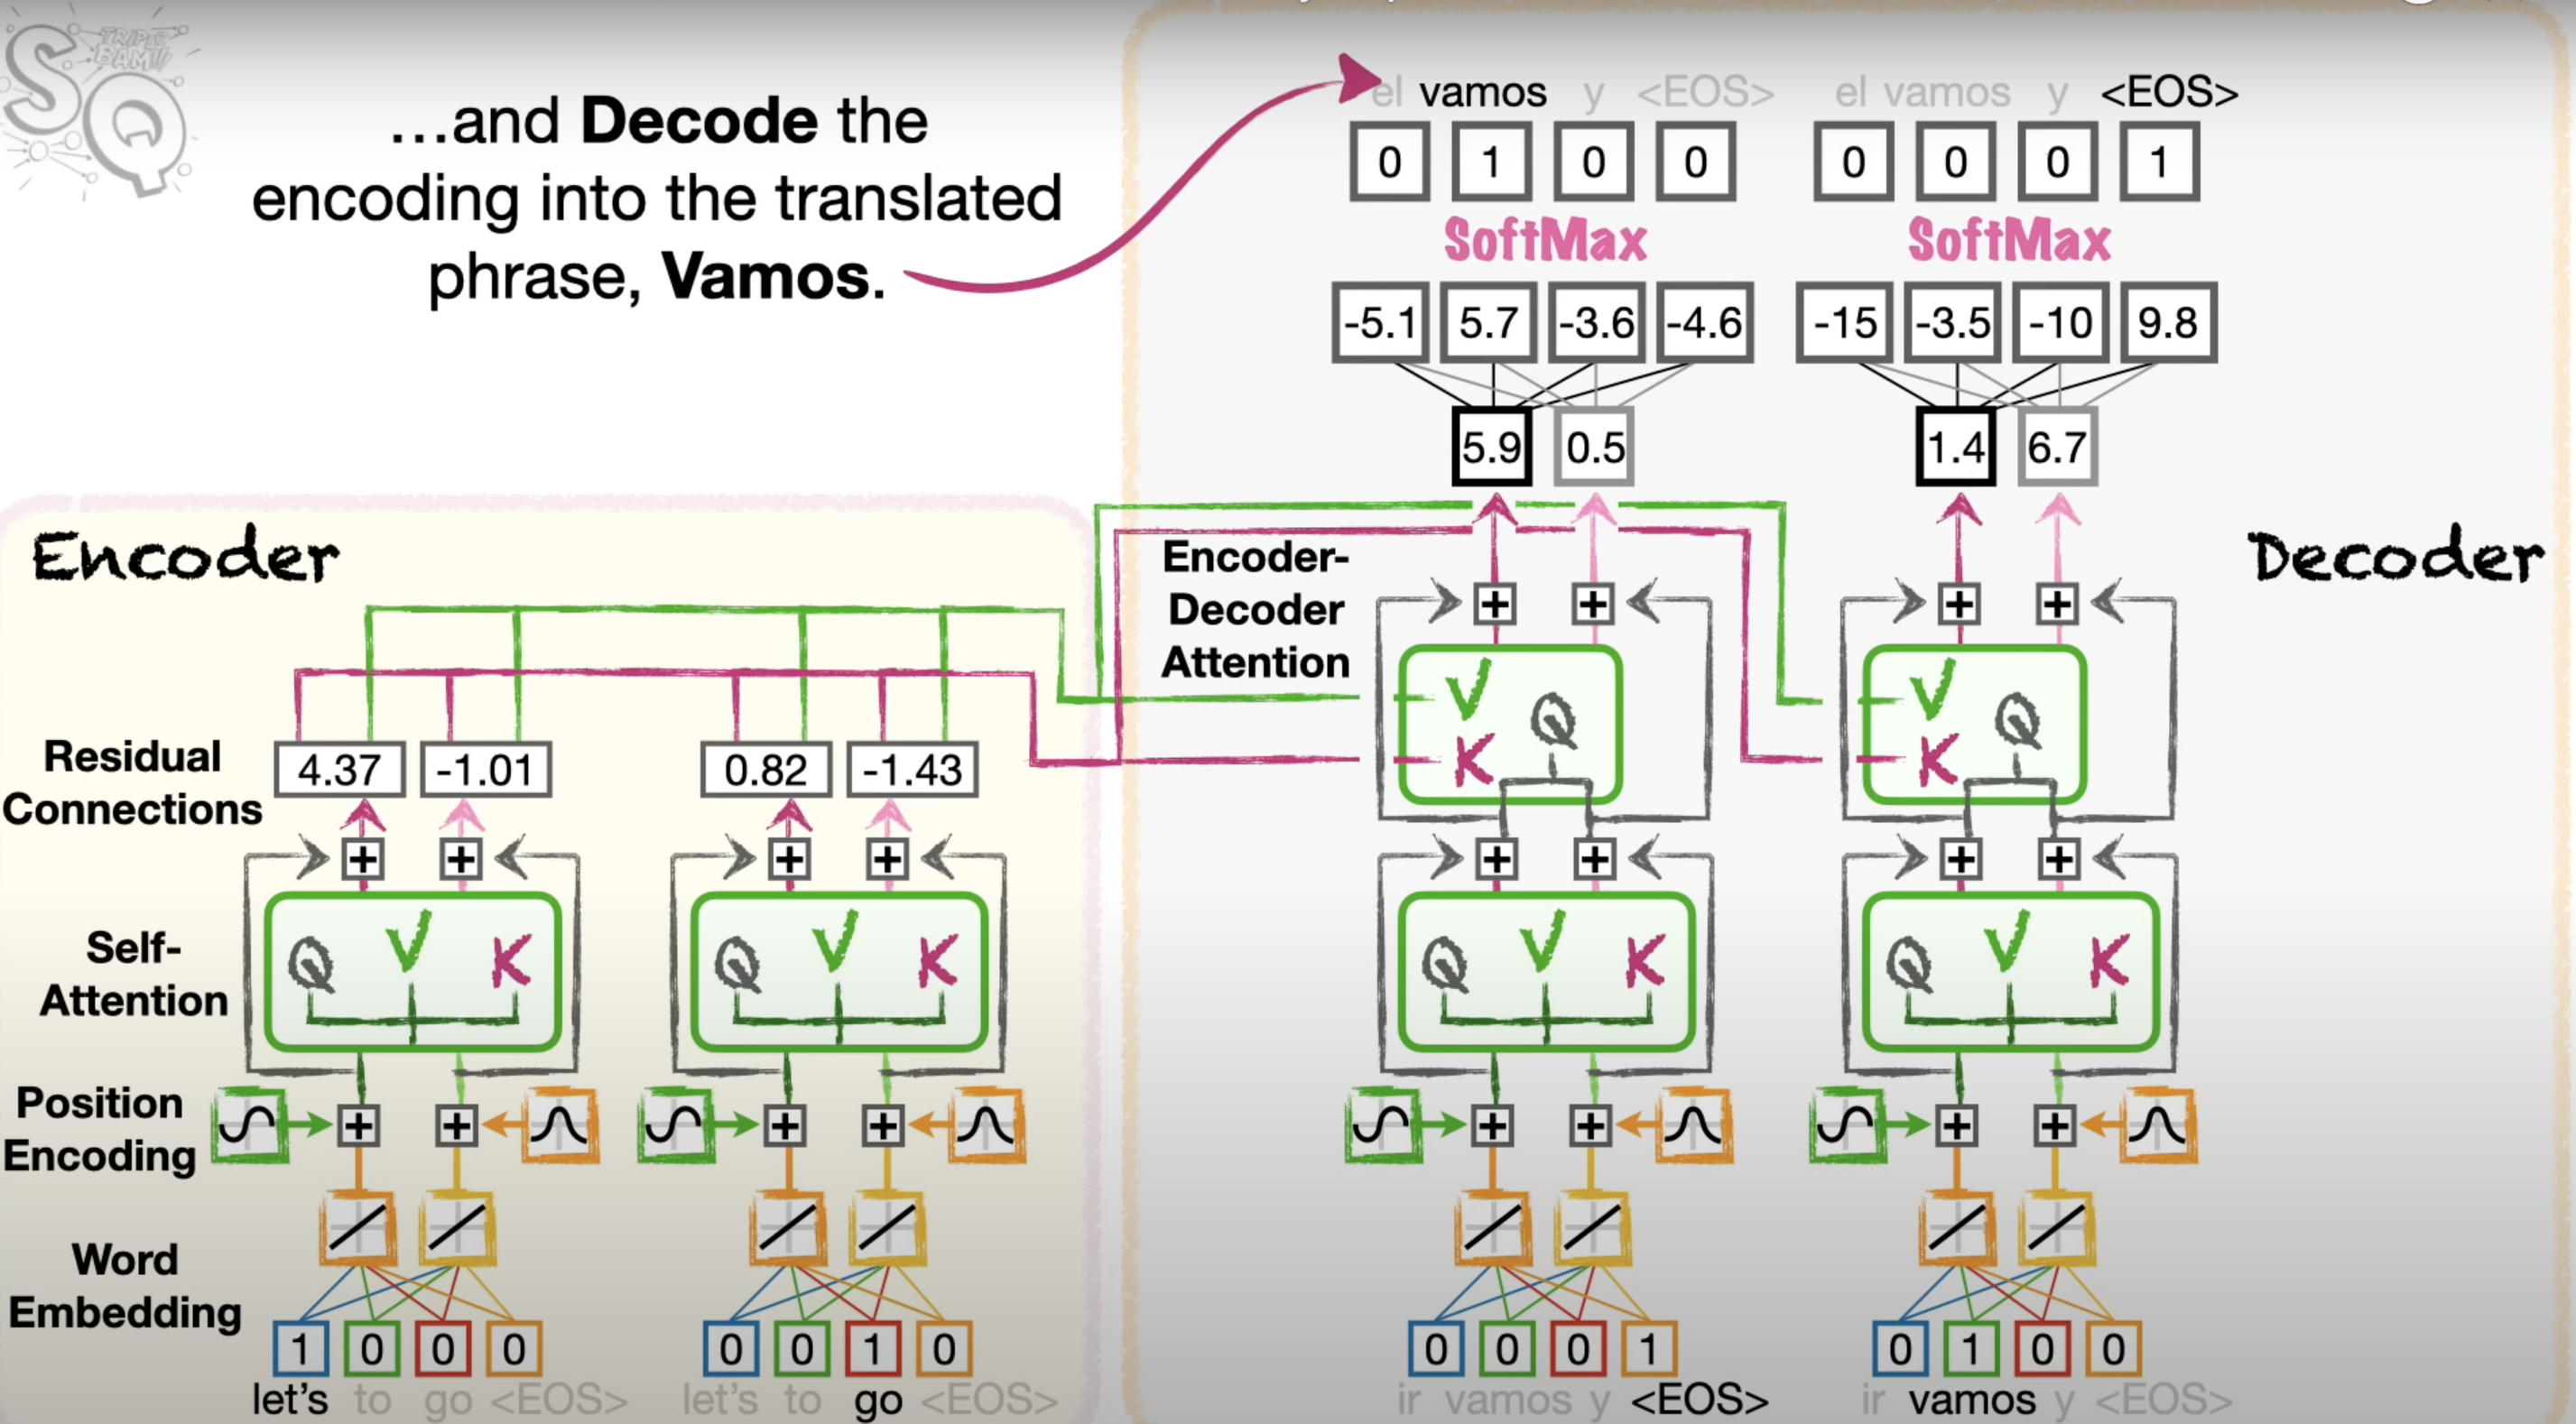 TRIPLE
BAM!!!
SQ
...and Decode the
encoding into the translated
phrase, Vamos.
el vamos y <EOS> el vamos y <EOS>
0 1 0 0 0 0 0 1
SoftMax SoftMax
-5.1 5.7 -3.6 -4.6 -15 -3.5 -10 9.8
5.9 0.5 1.4 6.7
Encoder
Encoder-
Decoder
Attention
Decoder
+ + + +
V Q K V Q K
Residual
Connections
4.37 -1.01 0.82 -1.43
+ + + + + + + +
Self-
Attention
Q V K Q V K Q V K Q V K
Position
Encoding
+ + + + + + + +
Word
Embedding
1 0 0 0 0 0 1 0 0 0 0 1 0 1 0 0
let's to go <EOS> let's to go <EOS> ir vamos y <EOS> ir vamos y <EOS>